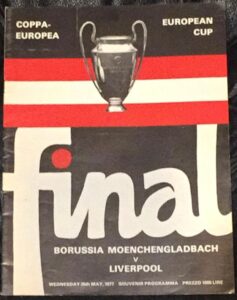 COPPA-
EUROPEA
EUROPEAN
CUP
final
BORUSSIA MOENCHENGLADBACH
v
LIVERPOOL
WEDNESDAY 25th MAY, 1977 SOUVENIR PROGRAMME PREZZO 1000 LIRE